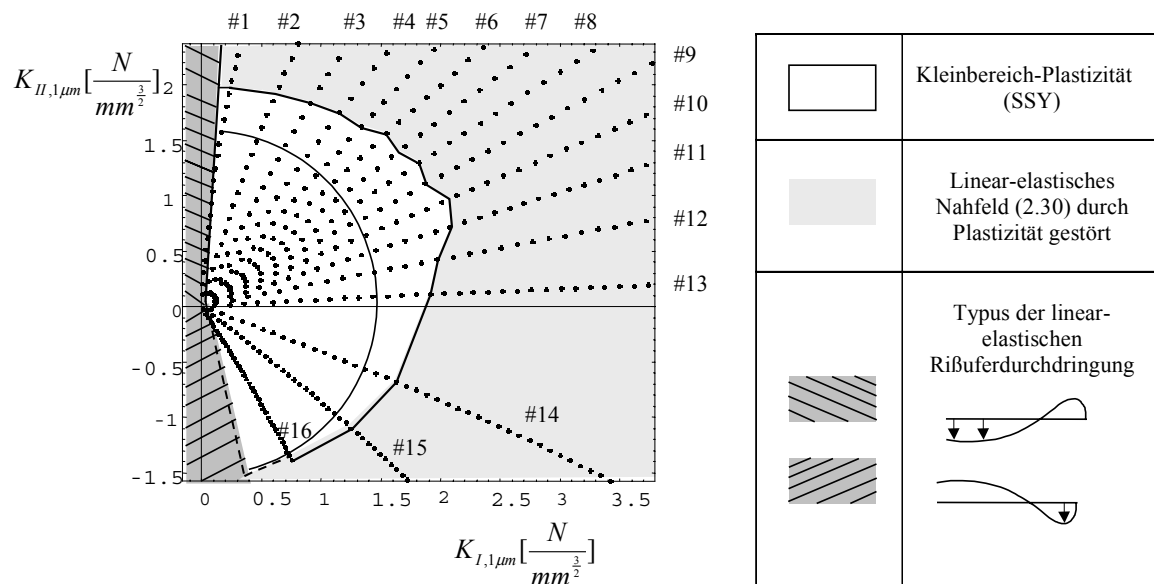 #1 #2 #3 #4 #5 #6 #7 #8
#9
#10
#11
#12
#13
#14
#15
#16
K_{II,1μm}[N/mm^{3/2}]
2
1.5
1
0.5
0
-0.5
-1
-1.5
0 0.5 1 1.5 2 2.5 3 3.5
K_{I,1μm}[N/mm^{3/2}]
Kleinbereich-Plastizität
(SSY)
Linear-elastisches
Nahfeld (2.30) durch
Plastizität gestört
Typus der linear-
elastischen
Rißuferdurchdringung